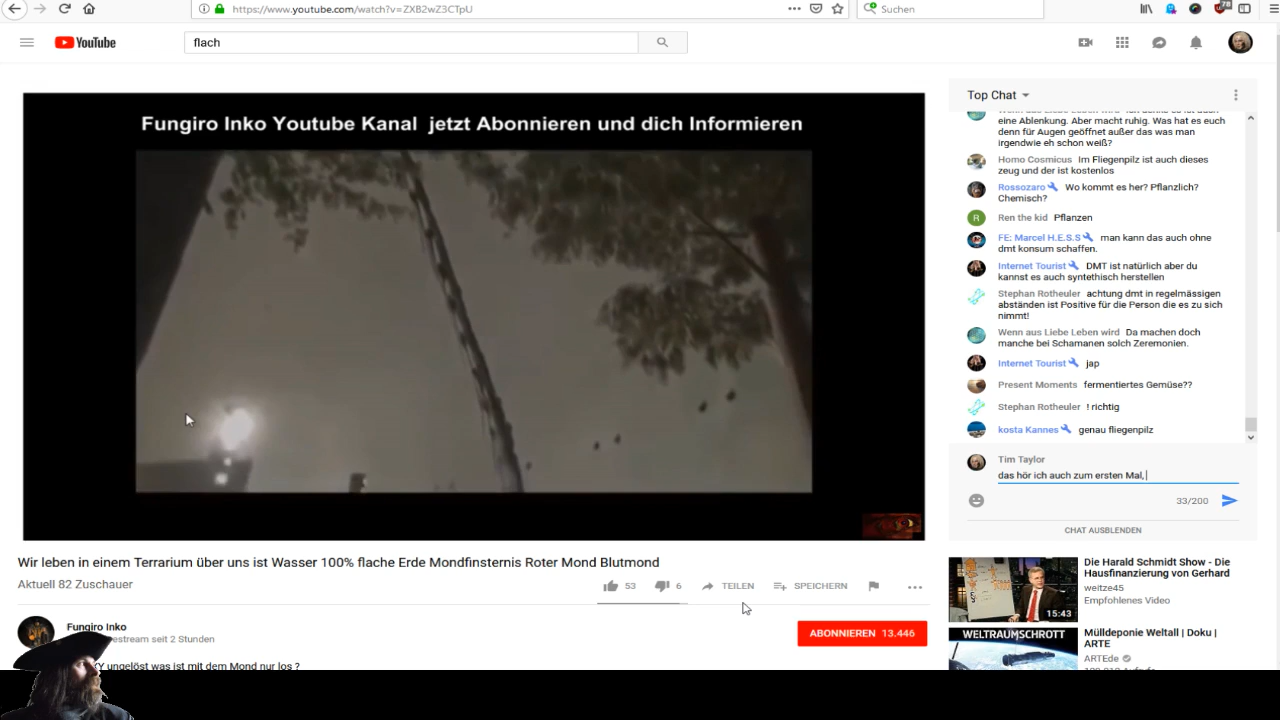 https://www.youtube.com/watch?v=ZXB2wZ3CTpU
Suchen
78
YouTube
flach
Fungiro Inko Youtube Kanal jetzt Abonnieren und dich Informieren
Top Chat
eine Ablenkung. Aber macht ruhig. Was hat es euch
denn für Augen geöffnet außer das was man
irgendwie eh schon weiß?
Homo Cosmicus Im Fliegenpilz ist auch dieses
zeug und der ist kostenlos
Rossozaro Wo kommt es her? Pflanzlich?
Chemisch?
R
Ren the kid Pflanzen
FE: Marcel H.E.S.S man kann das auch ohne
dmt konsum schaffen.
Internet Tourist DMT ist natürlich aber du
kannst es auch syntethisch herstellen
Stephan Rotheuler achtung dmt in regelmässigen
abständen ist Positive für die Person die es zu sich
nimmt!
Wenn aus Liebe Leben wird Da machen doch
manche bei Schamanen solch Zeremonien.
Internet Tourist jap
Present Moments fermentiertes Gemüse??
Stephan Rotheuler ! richtig
kosta Kannes genau fliegenpilz
Tim Taylor
das hör ich auch zum ersten Mal,
33/200
CHAT AUSBLENDEN
Wir leben in einem Terrarium über uns ist Wasser 100% flache Erde Mondfinsternis Roter Mond Blutmond
Aktuell 82 Zuschauer
53
6
TEILEN
SPEICHERN
Fungiro Inko
estream seit 2 Stunden
ABONNIEREN 13.446
Y ungelöst was ist mit dem Mond nur los ?
Die Harald Schmidt Show - Die
Hausfinanzierung von Gerhard
weitze45
Empfohlenes Video
15:43
WELTRAUMSCHROTT
Mülldeponie Weltall | Doku |
ARTE
ARTEde